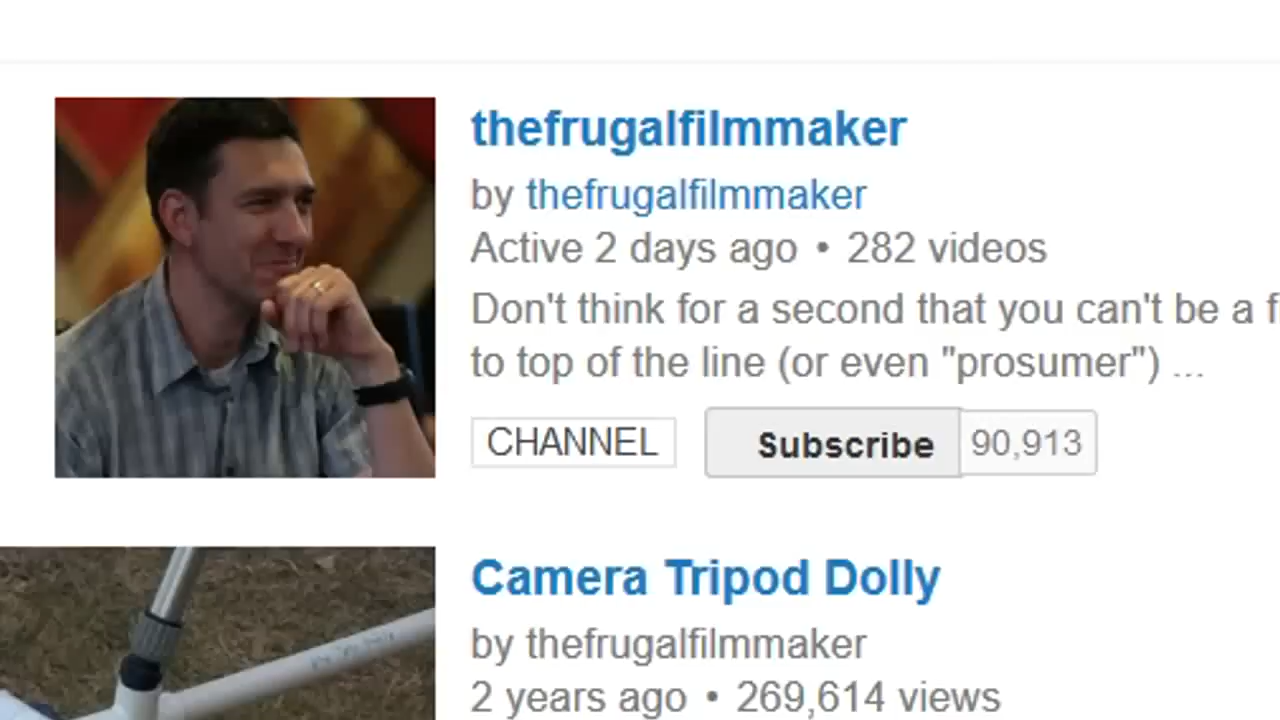 thefrugalfilmmaker
by thefrugalfilmmaker
Active 2 days ago • 282 videos
Don't think for a second that you can't be a f
to top of the line (or even "prosumer") ...
CHANNEL Subscribe 90,913
Camera Tripod Dolly
by thefrugalfilmmaker
2 years ago • 269,614 views